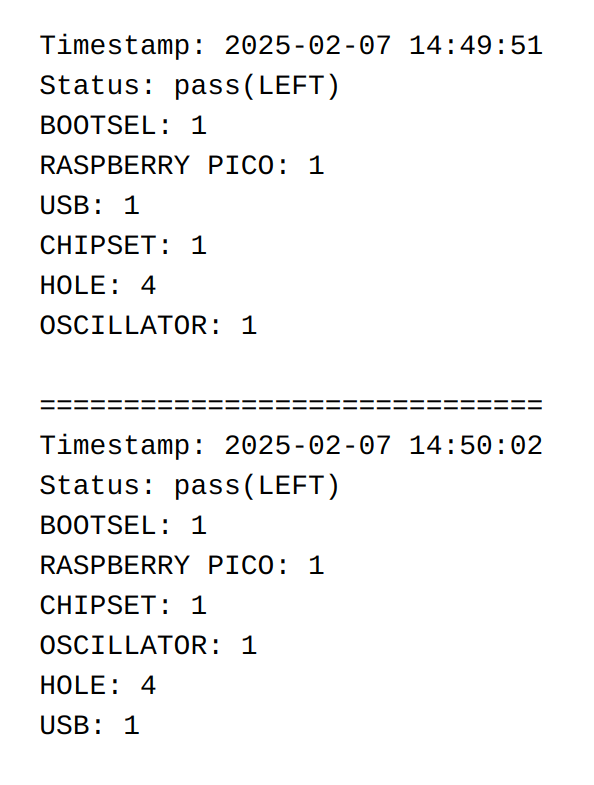 Timestamp: 2025-02-07 14:49:51
Status: pass(LEFT)
BOOTSEL: 1
RASPBERRY PICO: 1
USB: 1
CHIPSET: 1
HOLE: 4
OSCILLATOR: 1
==============================
Timestamp: 2025-02-07 14:50:02
Status: pass(LEFT)
BOOTSEL: 1
RASPBERRY PICO: 1
CHIPSET: 1
OSCILLATOR: 1
HOLE: 4
USB: 1